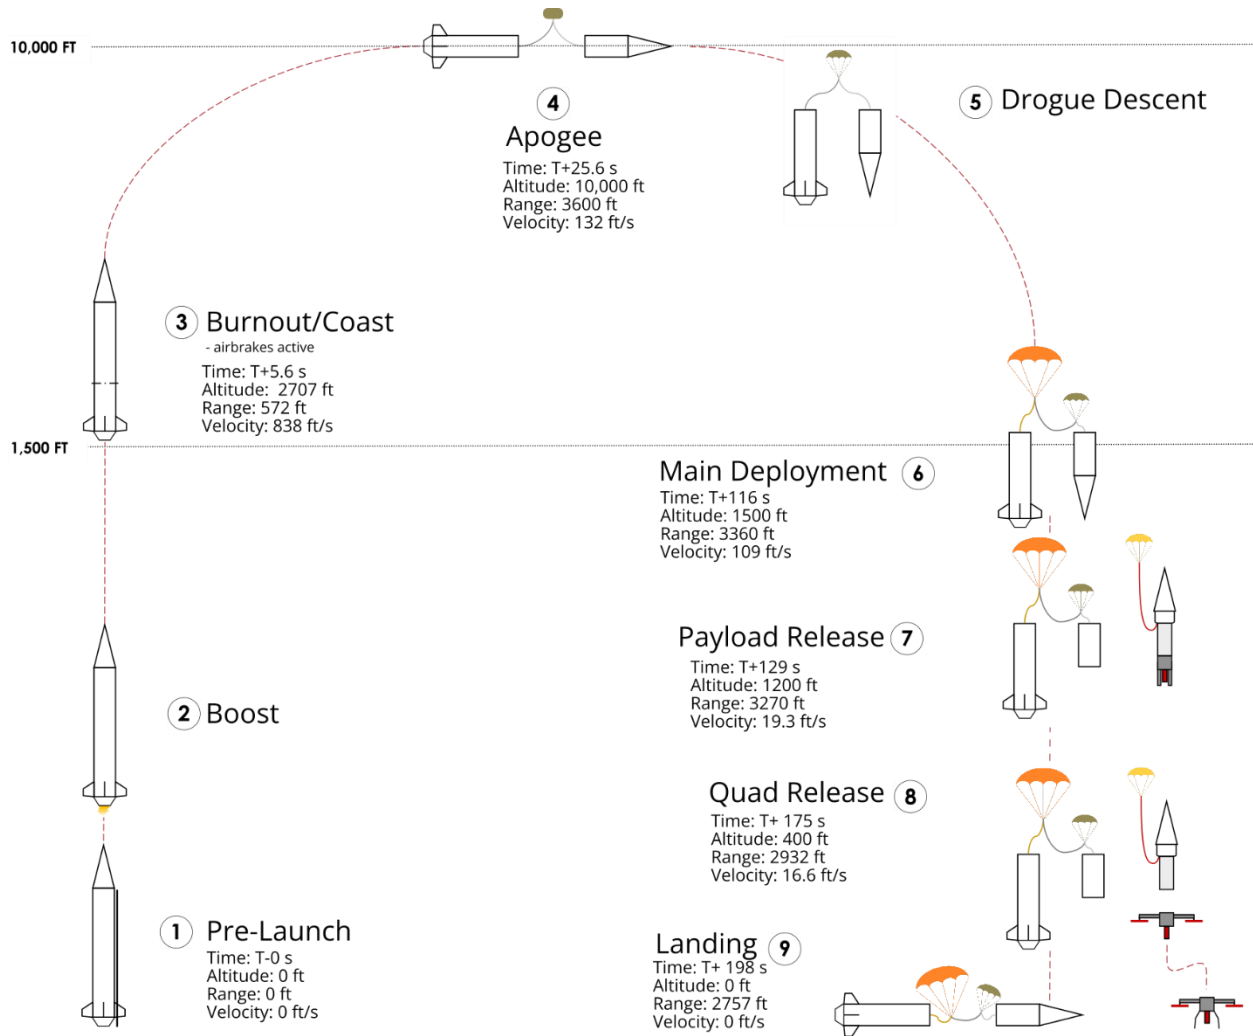 10,000 FT
4
Apogee
Time: T+25.6 s
Altitude: 10,000 ft
Range: 3600 ft
Velocity: 132 ft/s
5 Drogue Descent
3 Burnout/Coast
- airbrakes active
Time: T+5.6 s
Altitude:  2707 ft
Range: 572 ft
Velocity: 838 ft/s
1,500 FT
Main Deployment 6
Time: T+116 s
Altitude: 1500 ft
Range: 3360 ft
Velocity: 109 ft/s
Payload Release 7
Time: T+129 s
Altitude: 1200 ft
Range: 3270 ft
Velocity: 19.3 ft/s
2 Boost
Quad Release 8
Time: T+ 175 s
Altitude: 400 ft
Range: 2932 ft
Velocity: 16.6 ft/s
1 Pre-Launch
Time: T-0 s
Altitude: 0 ft
Range: 0 ft
Velocity: 0 ft/s
Landing 9
Time: T+ 198 s
Altitude: 0 ft
Range: 2757 ft
Velocity: 0 ft/s